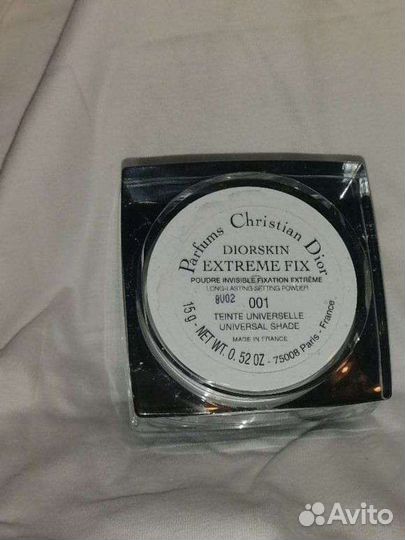 Parfums Christian Dior
DIORSKIN
EXTREME FIX
POUDRE INVISIBLE FIXATION EXTRÊME
LONG-LASTING SETTING POWDER
8U02 001
TEINTE UNIVERSELLE
UNIVERSAL SHADE
MADE IN FRANCE
15 g - NET WT. 0.52 OZ - 75008 Paris - France
Avito